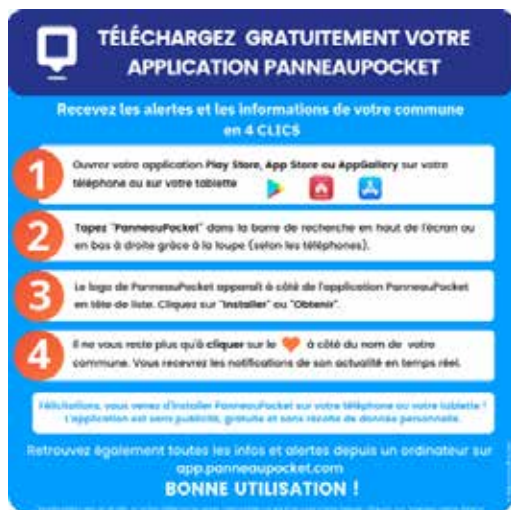 TÉLÉCHARGEZ GRATUITEMENT VOTRE
APPLICATION PANNEAUPOCKET
Recevez les alertes et les informations de votre commune
en 4 CLICS
1
Ouvrez votre application Play Store, App Store ou AppGallery sur votre
téléphone ou sur votre tablette
2
Tapez "PanneauPocket" dans la barre de recherche en haut de l'écran ou
en bas à droite grâce à la loupe (selon les téléphones).
3
Le logo de PanneauPocket apparaît à côté de l'application PanneauPocket
en tête de liste. Cliquez sur "Installer" ou "Obtenir".
4
Il ne vous reste plus qu'à cliquer sur le à côté du nom de votre
commune. Vous recevrez les notifications de son actualité en temps réel.
Félicitations, vous venez d'installer PanneauPocket sur votre téléphone ou votre tablette !
L'application est sans publicité, gratuite et sans récolte de donnée personnelle.
Retrouvez également toutes les infos et alertes depuis un ordinateur sur
app.panneaupocket.com
BONNE UTILISATION !